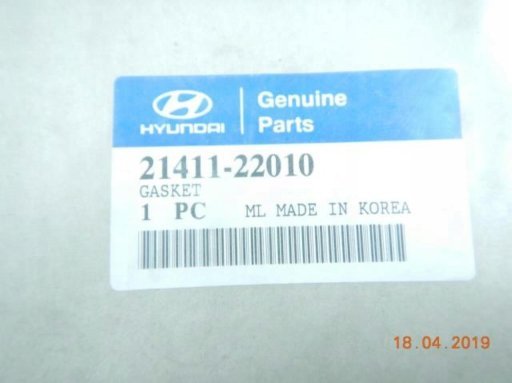 HYUNDAI
Genuine
Parts
21411-22010
GASKET
1 PC ML MADE IN KOREA
18.04.2019